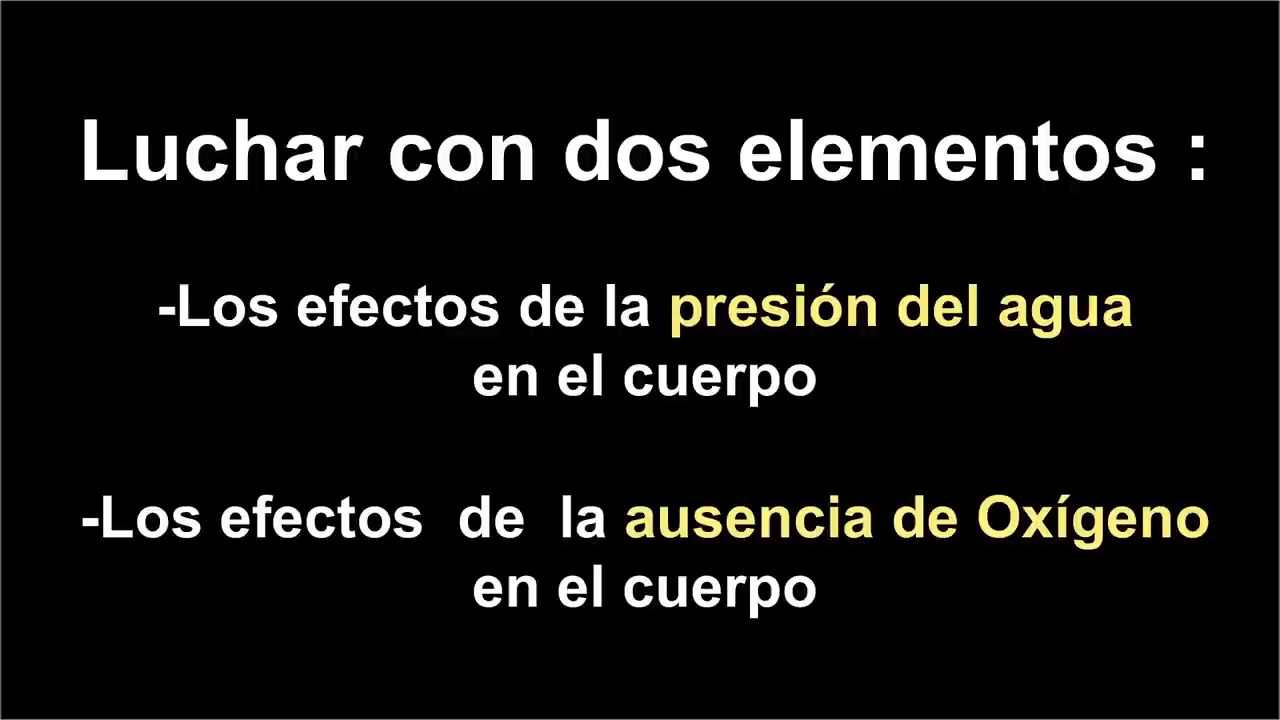 Luchar con dos elementos :
-Los efectos de la presión del agua
en el cuerpo
-Los efectos de la ausencia de Oxígeno
en el cuerpo